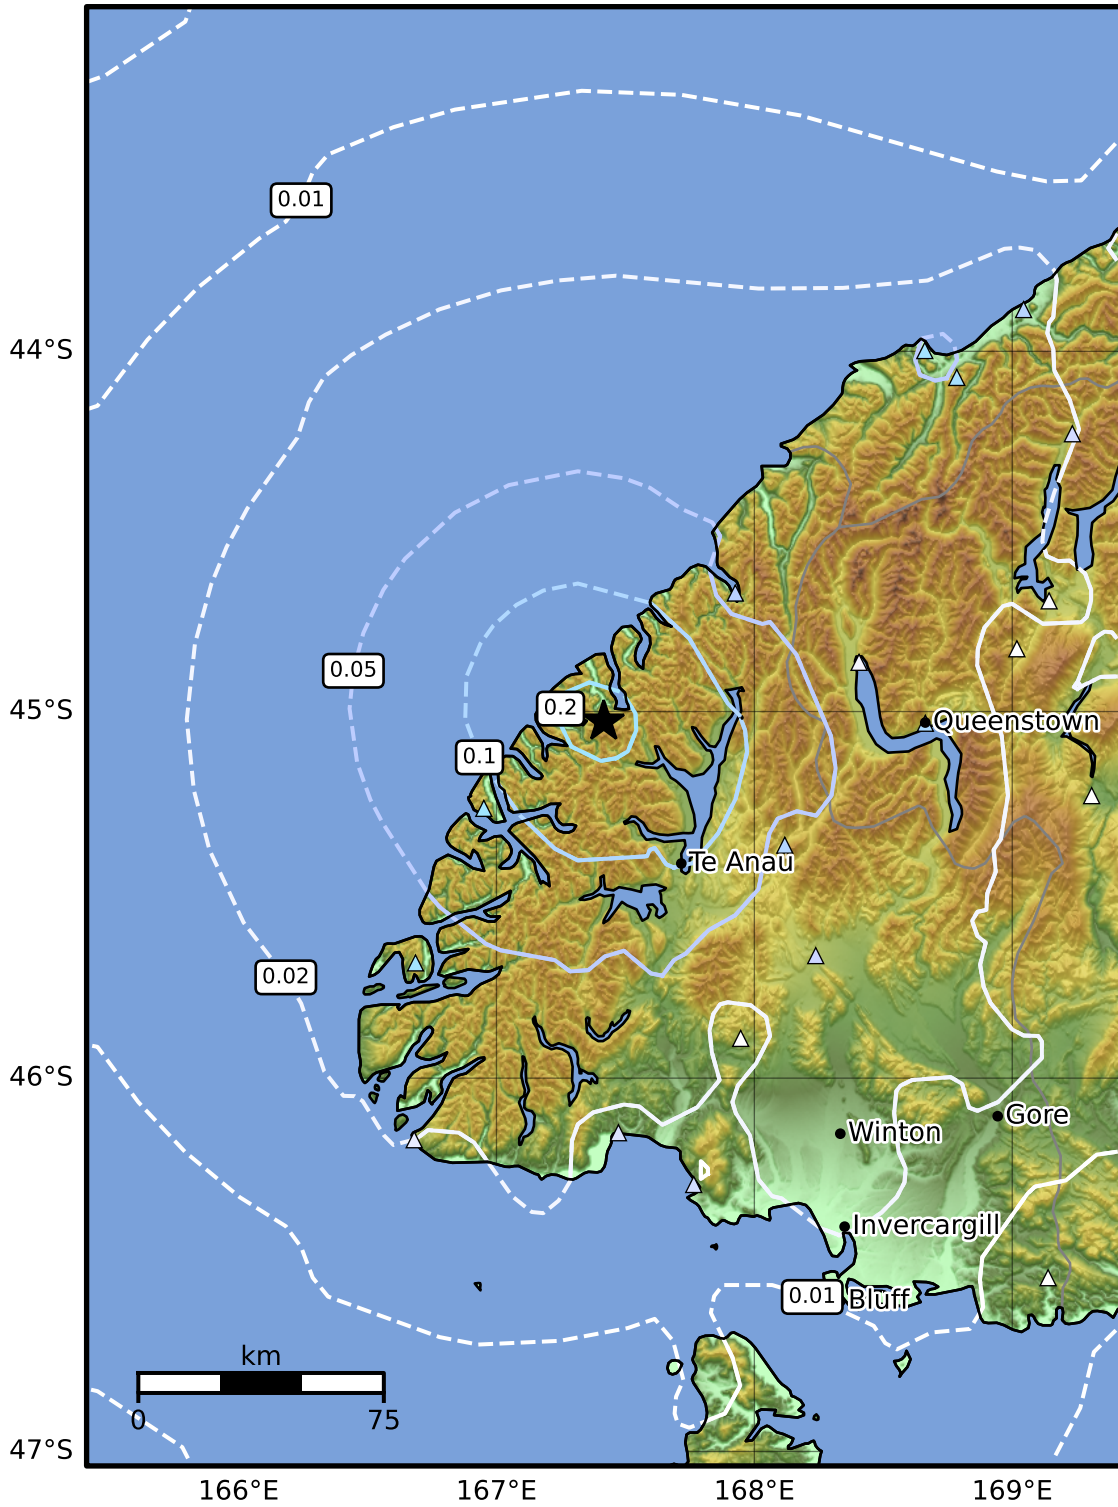 0.01
44°S
0.05
45°S
0.2
Queenstown
0.1
Te Anau
0.02
46°S
Gore
Winton
Invercargill
0.01
Bluff
km
0
75
47°S
166°E
167°E
168°E
169°E